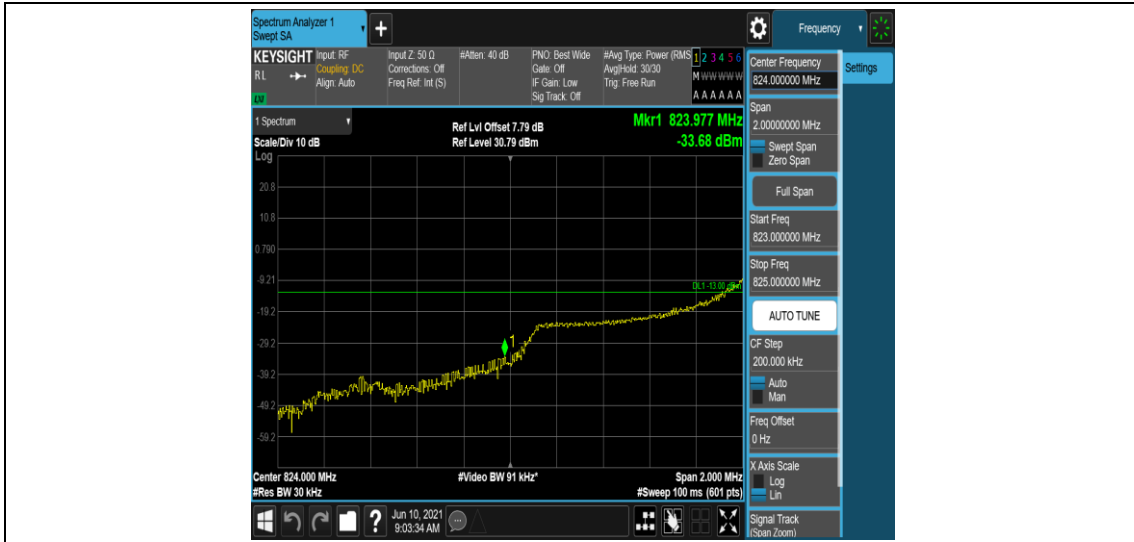 Spectrum Analyzer 1
Swept SA
Frequency
KEYSIGHT
RL
Input: RF
Coupling: DC
Align: Auto
Input Z: 50 Ω
Corrections: Off
Freq Ref: Int (S)
#Atten: 40 dB
PNO: Best Wide
Gate: Off
IF Gain: Low
Sig Track: Off
#Avg Type: Power (RMS
Avg|Hold: 30/30
Trig: Free Run
1 2 3 4 5 6
M W W W W W
A A A A A A
1 Spectrum
Scale/Div 10 dB
Log
Ref Lvl Offset 7.79 dB
Ref Level 30.79 dBm
Mkr1 823.977 MHz
-33.68 dBm
20.8
10.8
0.790
-9.21
DL1 -13.00 dBm
-19.2
-29.2
1
-39.2
-49.2
-59.2
Center 824.000 MHz
#Res BW 30 kHz
#Video BW 91 kHz*
Span 2.000 MHz
#Sweep 100 ms (601 pts)
?
Jun 10, 2021
9:03:34 AM
Center Frequency
824.000000 MHz
Settings
Span
2.00000000 MHz
Swept Span
Zero Span
Full Span
Start Freq
823.000000 MHz
Stop Freq
825.000000 MHz
AUTO TUNE
CF Step
200.000 kHz
Auto
Man
Freq Offset
0 Hz
X Axis Scale
Log
Lin
Signal Track
(Span Zoom)